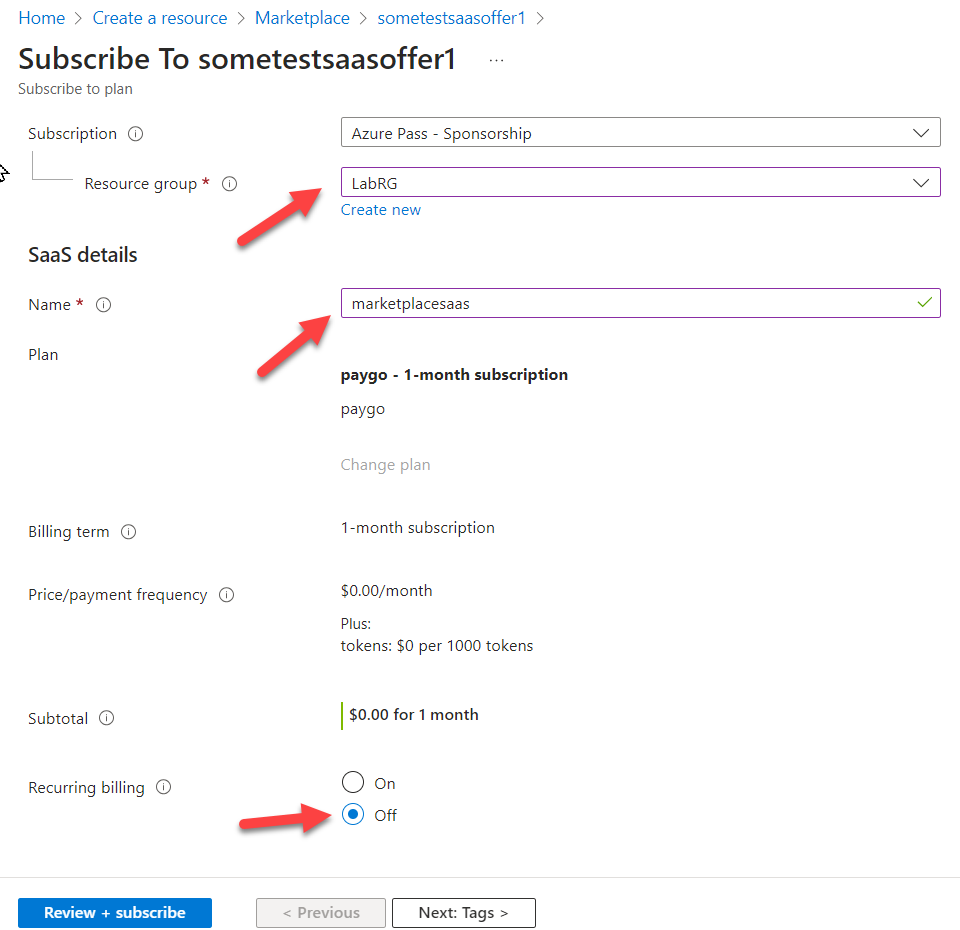 Home > Create a resource > Marketplace > sometestsaasoffer1 >
Subscribe To sometestsaasoffer1 ...
Subscribe to plan
Subscription
Azure Pass - Sponsorship
Resource group *
LabRG
Create new
SaaS details
Name *
marketplacesaas
Plan
paygo - 1-month subscription
paygo
Change plan
Billing term
1-month subscription
Price/payment frequency
$0.00/month
Plus:
tokens: $0 per 1000 tokens
Subtotal
$0.00 for 1 month
Recurring billing
On
Off
Review + subscribe
< Previous
Next: Tags >